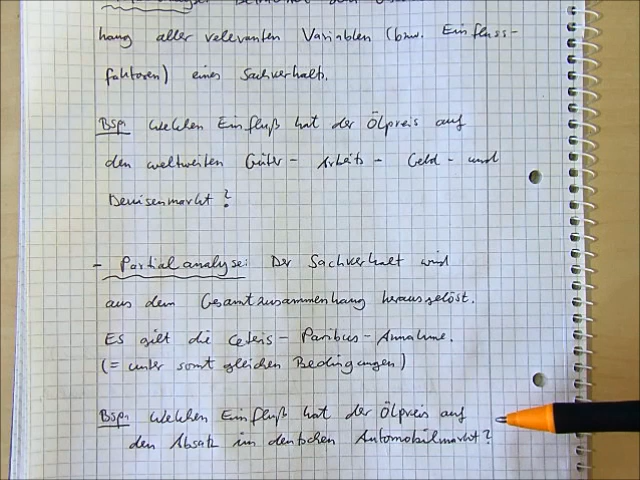 hang aller relevanten Variablen (bzw. Einfluss-
faktoren) eines Sachverhalts.
Bsp: Welchen Einfluß hat der Ölpreis auf
den weltweiten Güter- Arbeits- Geld- und
Devisenmarkt?
- Partialanalyse: Der Sachverhalt wird
aus dem Gesamtzusammenhang herausgelöst.
Es gilt die Ceteris-Paribus-Annahme.
(= unter sonst gleichen Bedingungen)
Bsp: Welchen Einfluß hat der Ölpreis auf
den Absatz im deutschen Automobilmarkt?